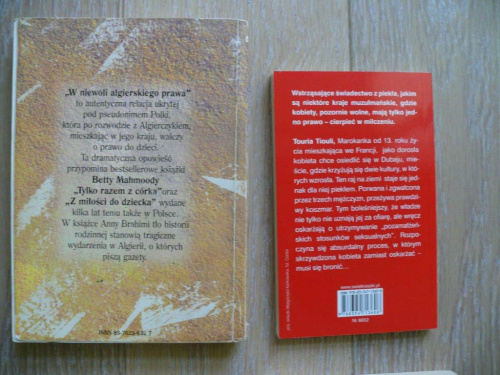 „W niewoli algierskiego prawa"
to autentyczna relacja ukrytej
pod pseudonimem Polki,
która po rozwodzie z Algierczykiem,
mieszkając w jego kraju, walczy
o prawo do dzieci.
Ta dramatyczna opowieść
przypomina bestsellerowe książki
Betty Mahmoody
„Tylko razem z córką" oraz
„Z miłości do dziecka" wydane
kilka lat temu także w Polsce.
W książce Anny Brahimi tło historii
rodzinnej stanowią tragiczne
wydarzenia w Algierii, o których
piszą gazety.
Wstrząsające świadectwo z piekła, jakim
są niektóre kraje muzułmańskie, gdzie
kobiety, pozornie wolne, mają tylko jed-
no prawo – cierpieć w milczeniu.
Touria Tiouli, Marokanka od 13. roku ży-
cia mieszkająca we Francji, jako dorosła
kobieta chce osiedlić się w Dubaju, mie-
ście, gdzie krzyżują się dwie kultury, w któ-
rych wzrosła. Ten raj na ziemi staje się jed-
nak dla niej piekłem. Porwana i zgwałcona
przez trzech mężczyzn, przeżywa prawdzi-
wy koszmar. Tym boleśniejszy, że władze
nie tylko nie uznają jej za ofiarę, ale wręcz
oskarżają o utrzymywanie „pozamałżeń-
skich stosunków seksualnych". Rozpo-
czyna się absurdalny proces, w którym
skrzywdzona kobieta zamiast oskarżać –
musi się bronić...
www.swiatksiazki.pl
Nr 6002